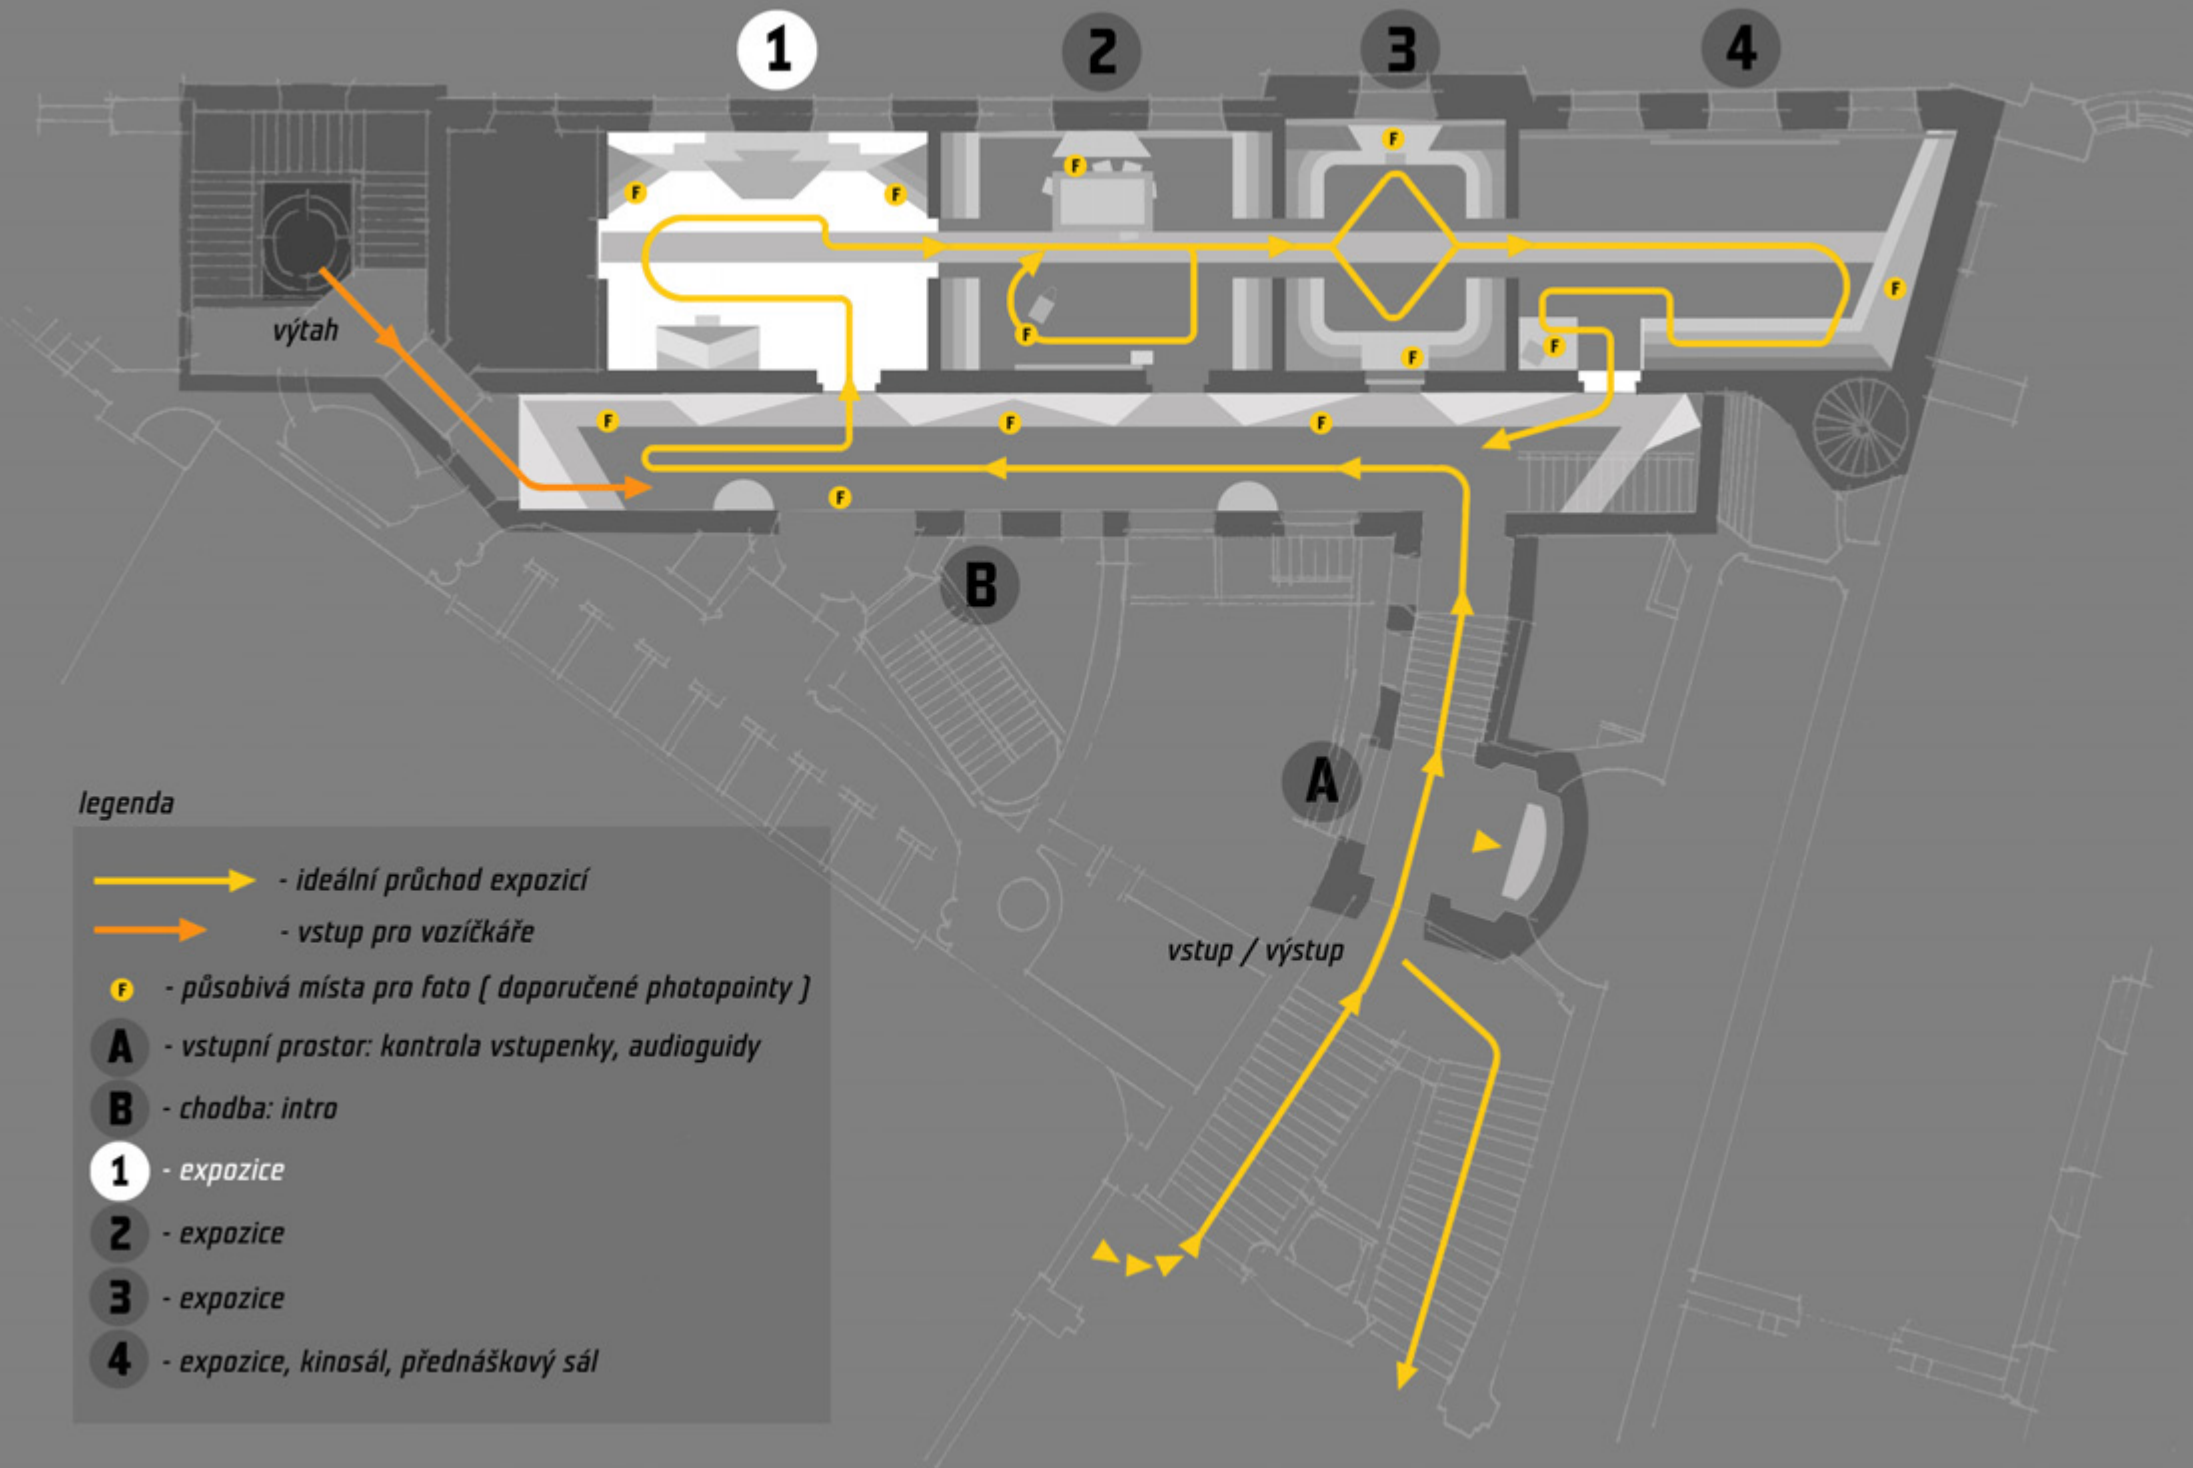 1 2 3 4
F F F F
F F F F F
výtah
F F F F
B
A
vstup / výstup
legenda
- ideální průchod expozicí
- vstup pro vozíčkáře
F - působivá místa pro foto ( doporučené photopointy )
A - vstupní prostor: kontrola vstupenky, audioguidy
B - chodba: intro
1 - expozice
2 - expozice
3 - expozice
4 - expozice, kinosál, přednáškový sál